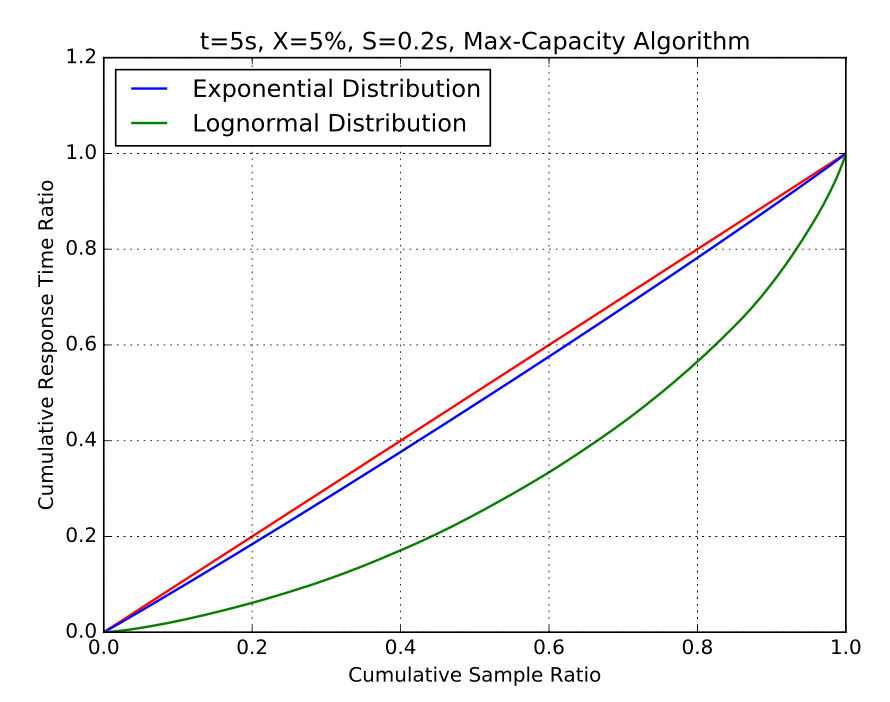 t=5s, X=5%, S=0.2s, Max-Capacity Algorithm
1.2
Exponential Distribution
Lognormal Distribution
1.0
0.8
0.6
0.4
0.2
0.0
Cumulative Response Time Ratio
0.0 0.2 0.4 0.6 0.8 1.0
Cumulative Sample Ratio